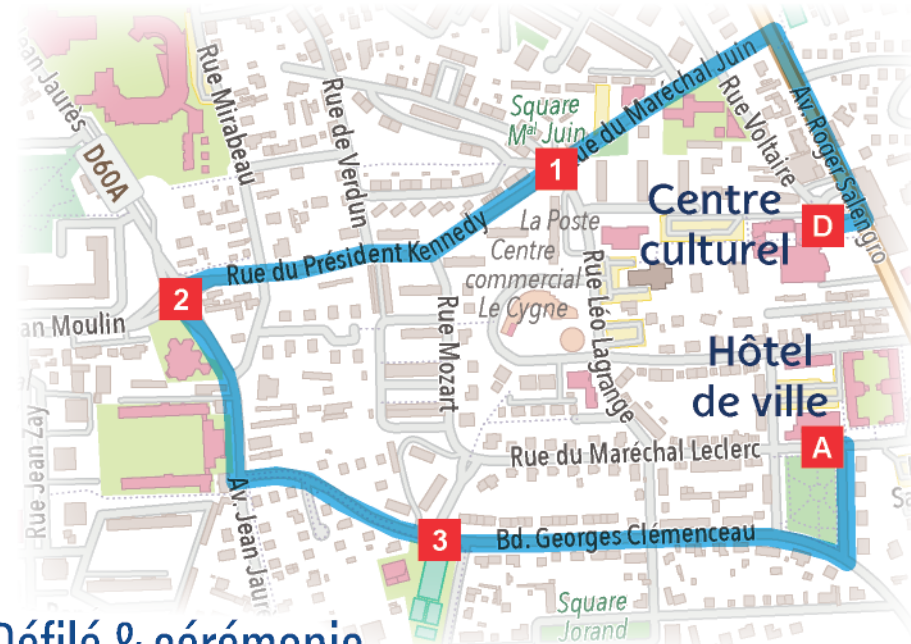 Jean Jaurès
D60A
Rue Mirabeau
Rue de Verdun
Square
Mal Juin
Rue du Maréchal Juin
Rue Voltaire
Av. Roger Salengro
1
La Poste
Centre
culturel
D
Rue du Président Kennedy
Centre
commercial
Le Cygne
Rue Léo Lagrange
2
an Moulin
Rue Mozart
Hôtel
de ville
A
Rue Jean Zay
Rue du Maréchal Leclerc
Av. Jean Jaur
3
Bd. Georges Clémenceau
Square
Jorand
Défilé & cérémonie